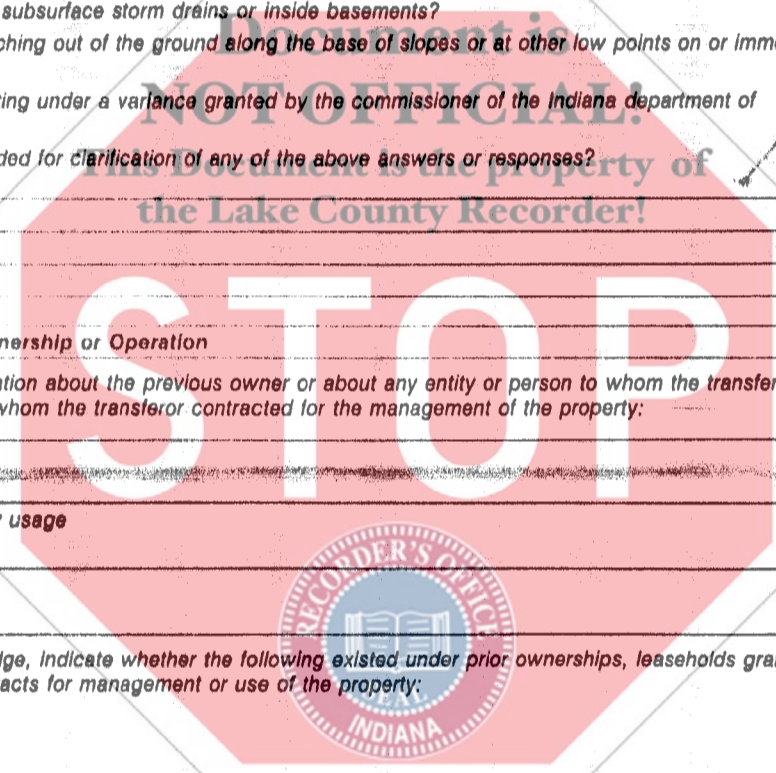 subsurface storm drains or inside basements?
Document is
ching out of the ground along the base of slopes or at other low points on or imme
NOT OFFICIAL!
ting under a variance granted by the commissioner of the Indiana department of
ded for clarification of any of the above answers or responses?
This Document is the property of
the Lake County Recorder!
STOP
nership or Operation
ation about the previous owner or about any entity or person to whom the transfer
whom the transferor contracted for the management of the property:
usage
RECORDER'S OFFICE
SEAL
INDIANA
dge, indicate whether the following existed under prior ownerships, leaseholds gra
acts for management or use of the property: